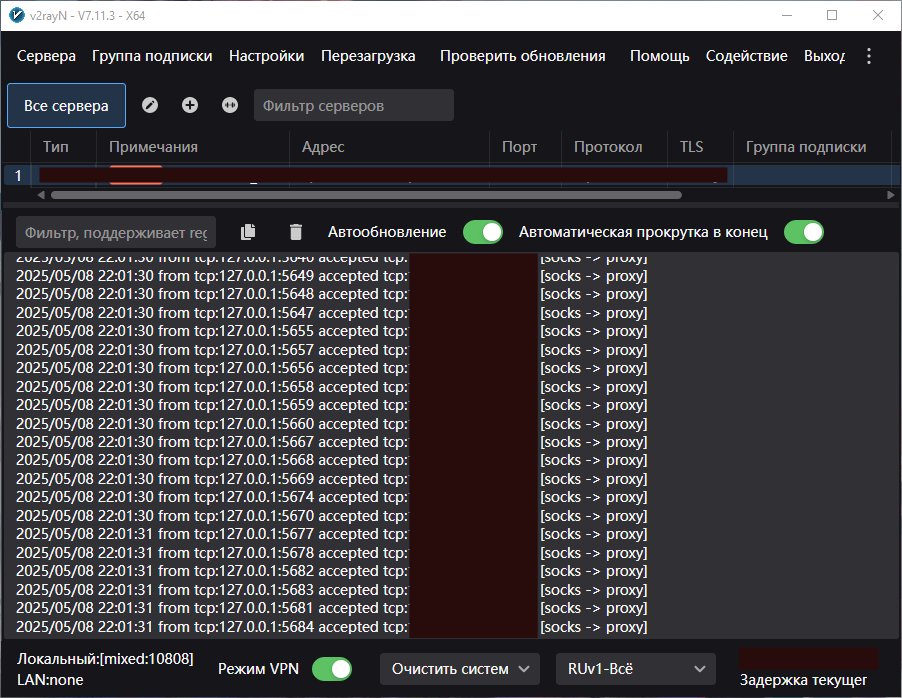 v2rayN - V7.11.3 - X64
Сервера Группа подписки Настройки Перезагрузка Проверить обновления Помощь Содействие Выход
Все сервера Фильтр серверов
Тип Примечания Адрес Порт Протокол TLS Группа подписки
1
Фильтр, поддерживает reg Автообновление Автоматическая прокрутка в конец
2025/05/08 22:01:30 from tcp:127.0.0.1:5646 accepted tcp: [socks -> proxy]
2025/05/08 22:01:30 from tcp:127.0.0.1:5649 accepted tcp: [socks -> proxy]
2025/05/08 22:01:30 from tcp:127.0.0.1:5648 accepted tcp: [socks -> proxy]
2025/05/08 22:01:30 from tcp:127.0.0.1:5647 accepted tcp: [socks -> proxy]
2025/05/08 22:01:30 from tcp:127.0.0.1:5655 accepted tcp: [socks -> proxy]
2025/05/08 22:01:30 from tcp:127.0.0.1:5657 accepted tcp: [socks -> proxy]
2025/05/08 22:01:30 from tcp:127.0.0.1:5656 accepted tcp: [socks -> proxy]
2025/05/08 22:01:30 from tcp:127.0.0.1:5658 accepted tcp: [socks -> proxy]
2025/05/08 22:01:30 from tcp:127.0.0.1:5659 accepted tcp: [socks -> proxy]
2025/05/08 22:01:30 from tcp:127.0.0.1:5660 accepted tcp: [socks -> proxy]
2025/05/08 22:01:30 from tcp:127.0.0.1:5667 accepted tcp: [socks -> proxy]
2025/05/08 22:01:30 from tcp:127.0.0.1:5668 accepted tcp: [socks -> proxy]
2025/05/08 22:01:30 from tcp:127.0.0.1:5669 accepted tcp: [socks -> proxy]
2025/05/08 22:01:30 from tcp:127.0.0.1:5674 accepted tcp: [socks -> proxy]
2025/05/08 22:01:30 from tcp:127.0.0.1:5670 accepted tcp: [socks -> proxy]
2025/05/08 22:01:31 from tcp:127.0.0.1:5677 accepted tcp: [socks -> proxy]
2025/05/08 22:01:31 from tcp:127.0.0.1:5678 accepted tcp: [socks -> proxy]
2025/05/08 22:01:31 from tcp:127.0.0.1:5682 accepted tcp: [socks -> proxy]
2025/05/08 22:01:31 from tcp:127.0.0.1:5683 accepted tcp: [socks -> proxy]
2025/05/08 22:01:31 from tcp:127.0.0.1:5681 accepted tcp: [socks -> proxy]
2025/05/08 22:01:31 from tcp:127.0.0.1:5684 accepted tcp: [socks -> proxy]
Локальный:[mixed:10808]
LAN:none
Режим VPN Очистить систем RUv1-Всё
Задержка текущег